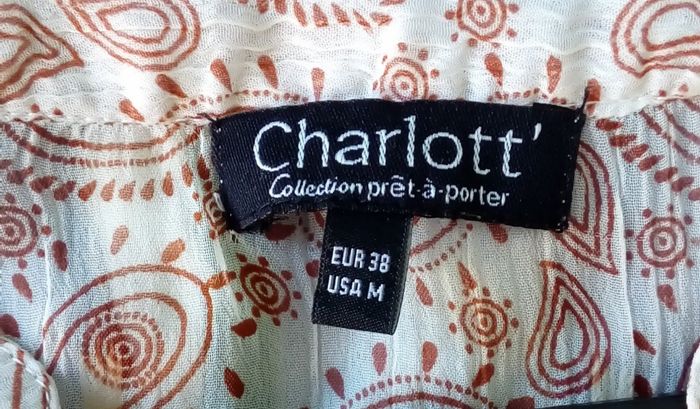 Charlott'
Collection prêt-à-porter
EUR 38
USA M